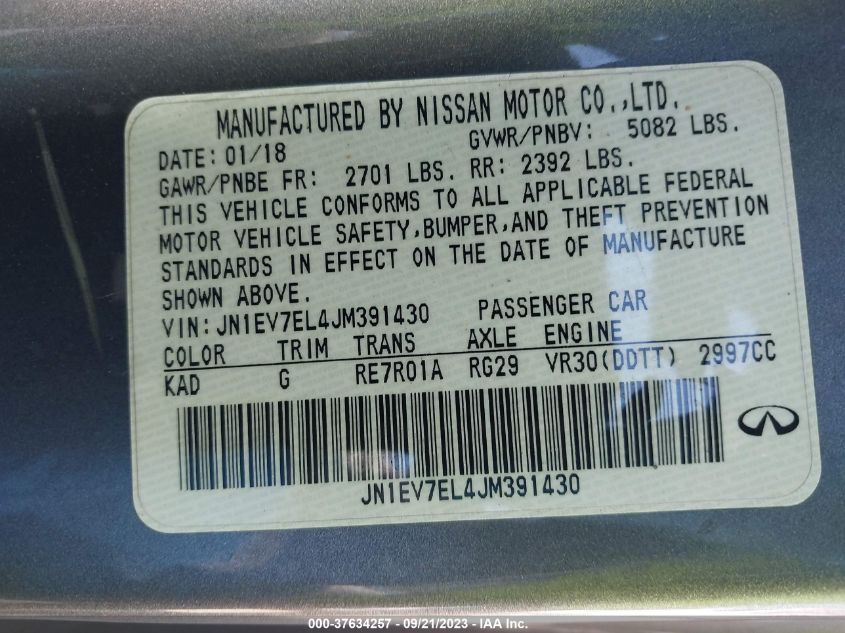 MANUFACTURED BY NISSAN MOTOR CO.,LTD.
DATE: 01/18 GVWR/PNBV: 5082 LBS.
GAWR/PNBE FR: 2701 LBS. RR: 2392 LBS.
THIS VEHICLE CONFORMS TO ALL APPLICABLE FEDERAL
MOTOR VEHICLE SAFETY,BUMPER,AND THEFT PREVENTION
STANDARDS IN EFFECT ON THE DATE OF MANUFACTURE
SHOWN ABOVE.
VIN:JN1EV7EL4JM391430 PASSENGER CAR
COLOR TRIM TRANS AXLE ENGINE
KAD G RE7R01A RG29 VR30(DDTT) 2997CC
JN1EV7EL4JM391430
000-37634257 - 09/21/2023 - IAA Inc.